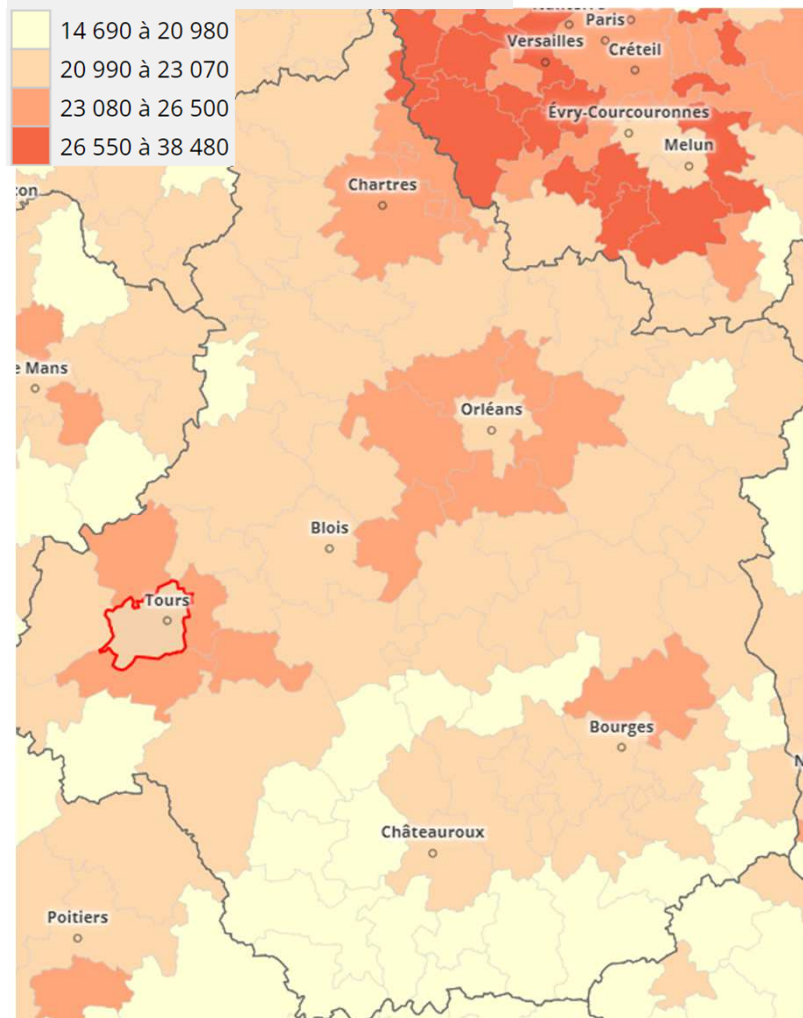 14 690 à 20 980
20 990 à 23 070
23 080 à 26 500
26 550 à 38 480
Paris
Versailles
Créteil
Évry-Courcouronnes
Melun
Chartres
e Mans
Orléans
Blois
Tours
Bourges
Châteauroux
Poitiers